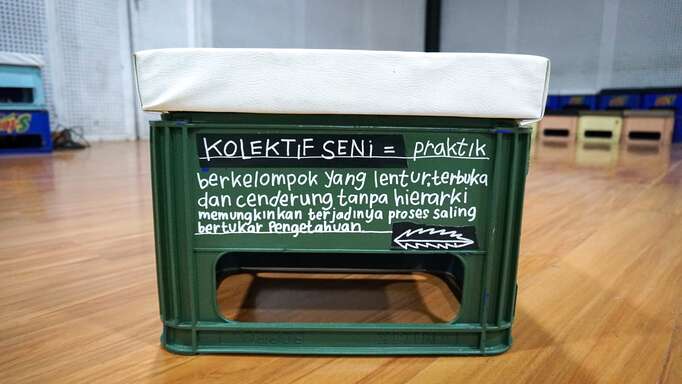 KOLEKTIF SENI = praktik
berkelompok yang lentur, terbuka
dan cenderung tanpa hierarki
memungkinkan terjadinya proses saling
bertukar Pengetahuan.